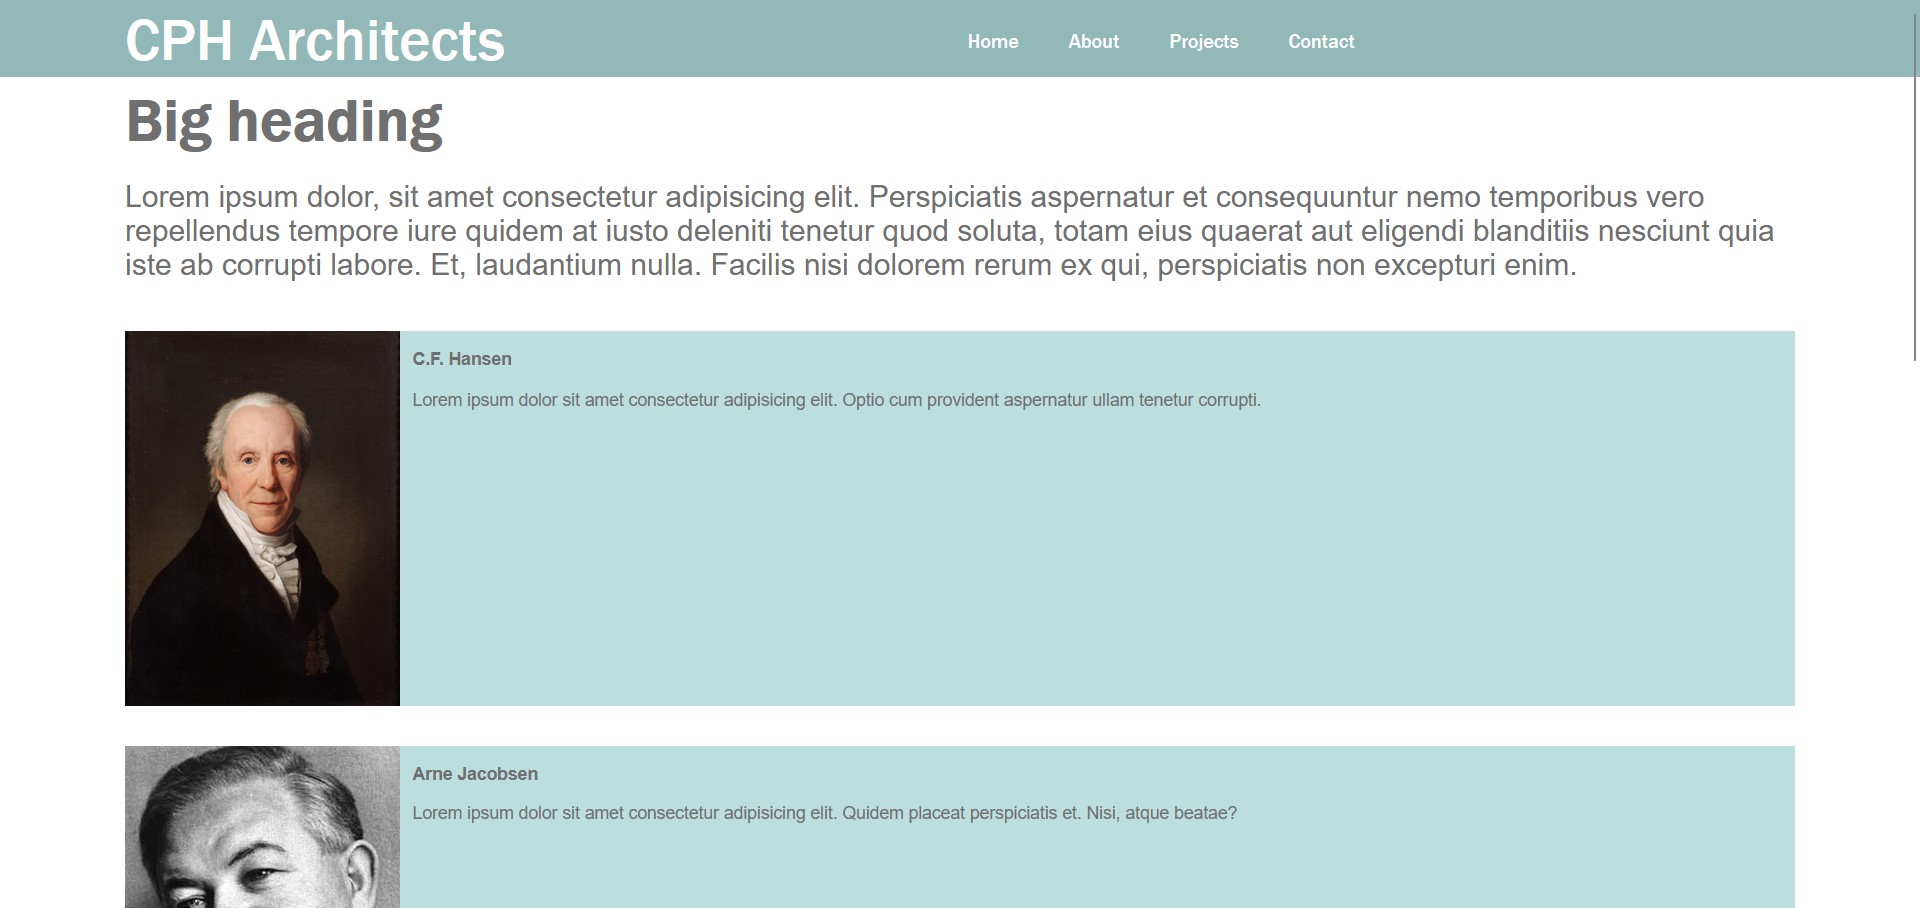 CPH Architects
Home About Projects Contact
Big heading
Lorem ipsum dolor, sit amet consectetur adipisicing elit. Perspiciatis aspernatur et consequuntur nemo temporibus vero
repellendus tempore iure quidem at iusto deleniti tenetur quod soluta, totam eius quaerat aut eligendi blanditiis nesciunt quia
iste ab corrupti labore. Et, laudantium nulla. Facilis nisi dolorem rerum ex qui, perspiciatis non excepturi enim.
C.F. Hansen
Lorem ipsum dolor sit amet consectetur adipisicing elit. Optio cum provident aspernatur ullam tenetur corrupti.
Arne Jacobsen
Lorem ipsum dolor sit amet consectetur adipisicing elit. Quidem placeat perspiciatis et. Nisi, atque beatae?